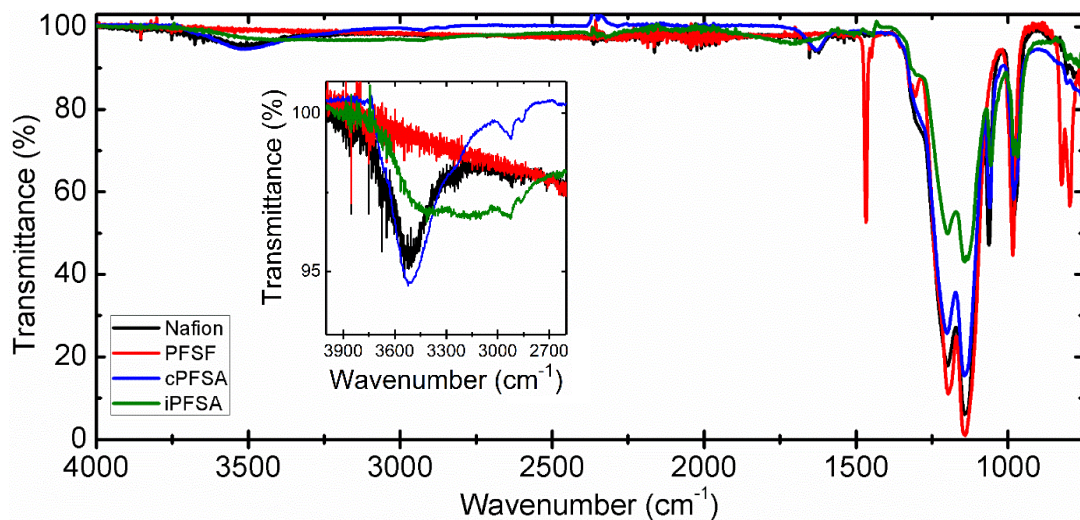 Transmittance (%)
100
80
60
40
20
0
4000 3500 3000 2500 2000 1500 1000
Wavenumber (cm⁻¹)
Nafion
PFSF
cPFSA
iPFSA
Transmittance (%)
100
95
3900 3600 3300 3000 2700
Wavenumber (cm⁻¹)